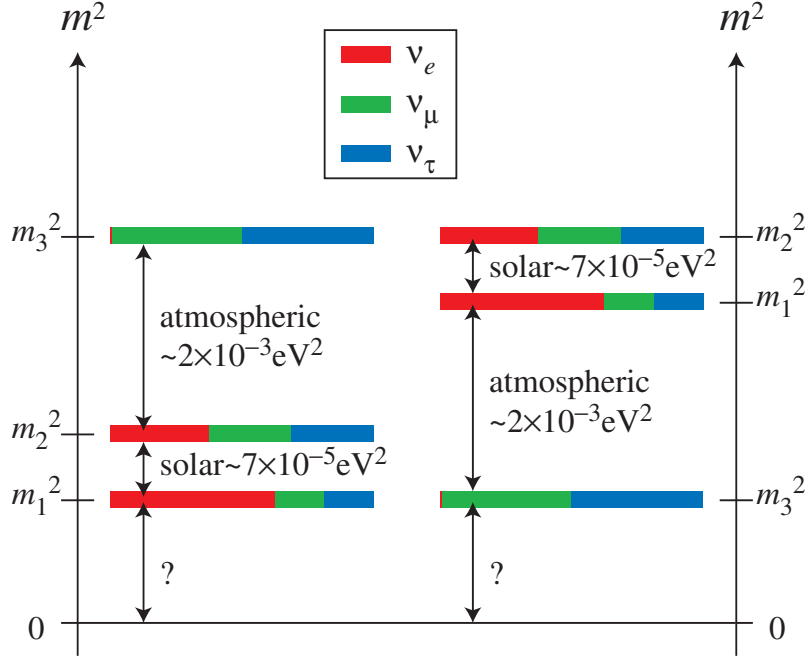 m²
m²
νₑ
ν_μ
ν_τ
m₃²
m₂²
solar~7×10⁻⁵eV²
m₁²
atmospheric
~2×10⁻³eV²
atmospheric
~2×10⁻³eV²
m₂²
solar~7×10⁻⁵eV²
m₁²
m₃²
?
?
0
0